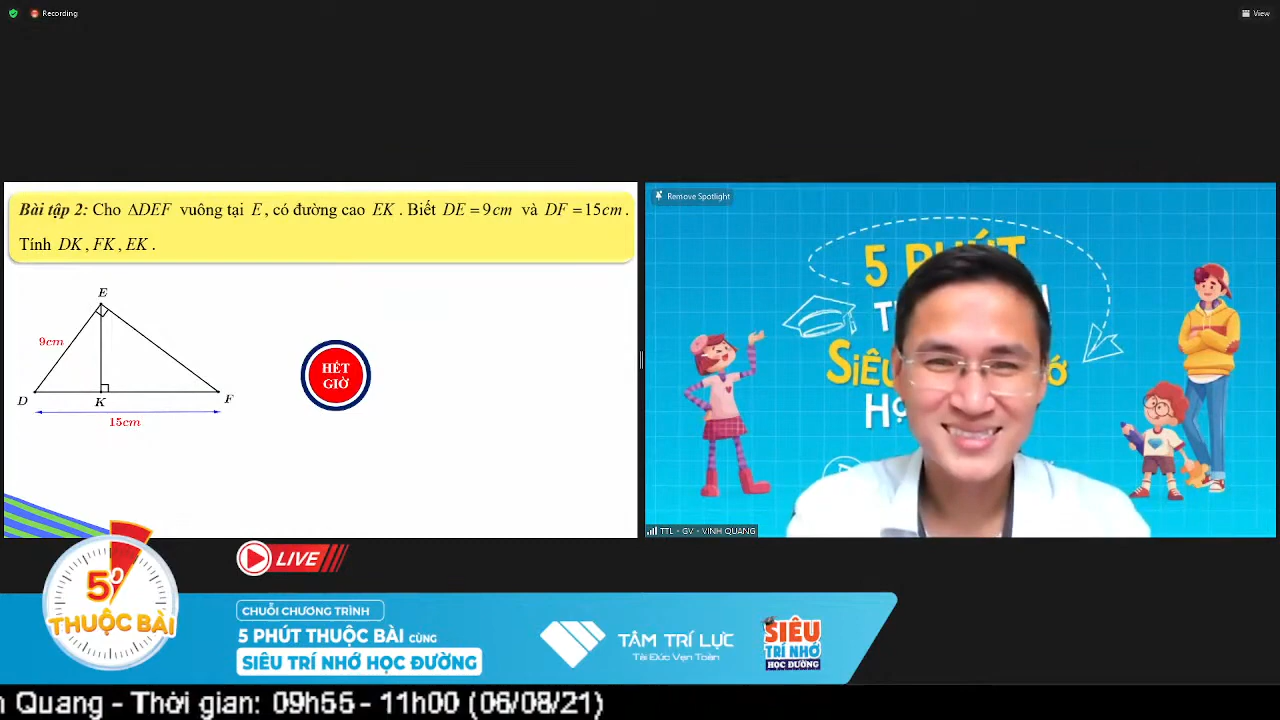 Recording
View
Bài tập 2: Cho ΔDEF vuông tại E, có đường cao EK. Biết DE = 9cm và DF = 15cm.
Tính DK, FK, EK.
E
9cm
D
K
F
15cm
HẾT
GIỜ
Remove Spotlight
5 PHÚT
SIÊU
TTL - GV - VINH QUANG
LIVE
5
THUỘC BÀI
CHUỖI CHƯƠNG TRÌNH
5 PHÚT THUỘC BÀI CÙNG
SIÊU TRÍ NHỚ HỌC ĐƯỜNG
TÂM TRÍ LỰC
Tài Đức Vẹn Toàn
SIÊU
TRÍ NHỚ
HỌC ĐƯỜNG
Quang - Thời gian: 09h55 - 11h00 (06/08/21)